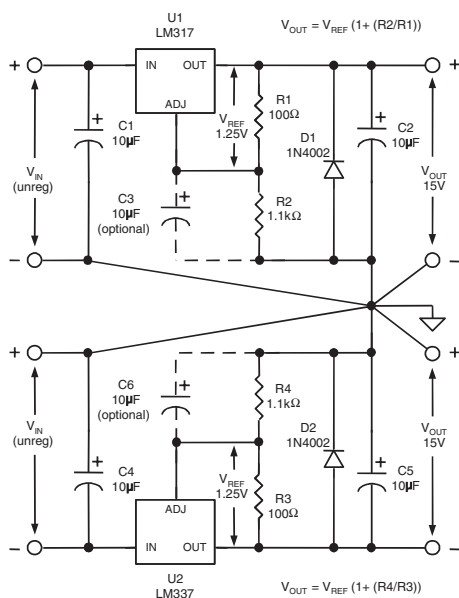 U1
LM317
V_OUT = V_REF (1+ (R2/R1))
+
IN
OUT
+
ADJ
V_REF
1.25V
R1
100Ω
+
C1
10µF
D1
1N4002
+
C2
10µF
V_IN
(unreg)
C3
10µF
(optional)
+
R2
1.1kΩ
V_OUT
15V
–
–
+
+
C6
10µF
(optional)
+
R4
1.1kΩ
V_IN
(unreg)
D2
1N4002
V_OUT
15V
+
C4
10µF
V_REF
1.25V
R3
100Ω
+
C5
10µF
ADJ
–
IN
OUT
–
U2
LM337
V_OUT = V_REF (1+ (R4/R3))